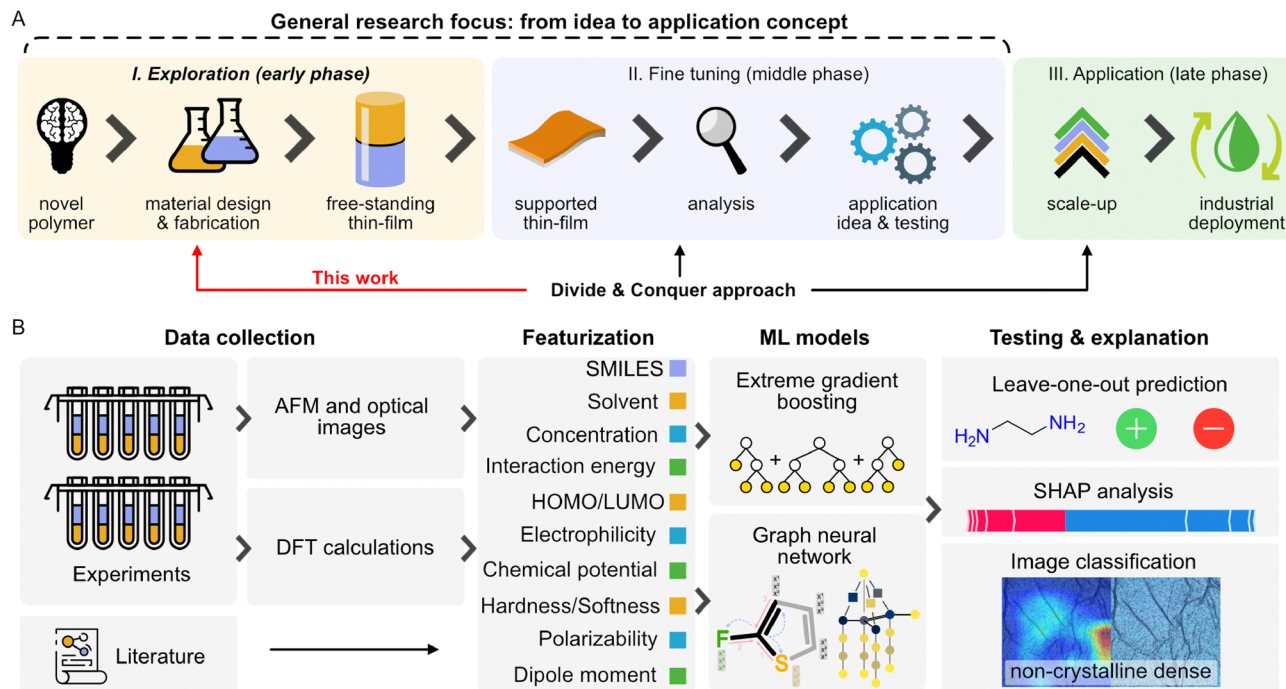 A
General research focus: from idea to application concept
I. Exploration (early phase)
II. Fine tuning (middle phase)
III. Application (late phase)
novel
polymer
material design
& fabrication
free-standing
thin-film
supported
thin-film
analysis
application
idea & testing
scale-up
industrial
deployment
This work
Divide & Conquer approach
B
Data collection
Featurization
ML models
Testing & explanation
Experiments
AFM and optical
images
DFT calculations
Literature
SMILES
Solvent
Concentration
Interaction energy
HOMO/LUMO
Electrophilicity
Chemical potential
Hardness/Softness
Polarizability
Dipole moment
Extreme gradient
boosting
+ +
Graph neural
network
F
S
Leave-one-out prediction
H₂N
NH₂
+
−
SHAP analysis
Image classification
non-crystalline dense